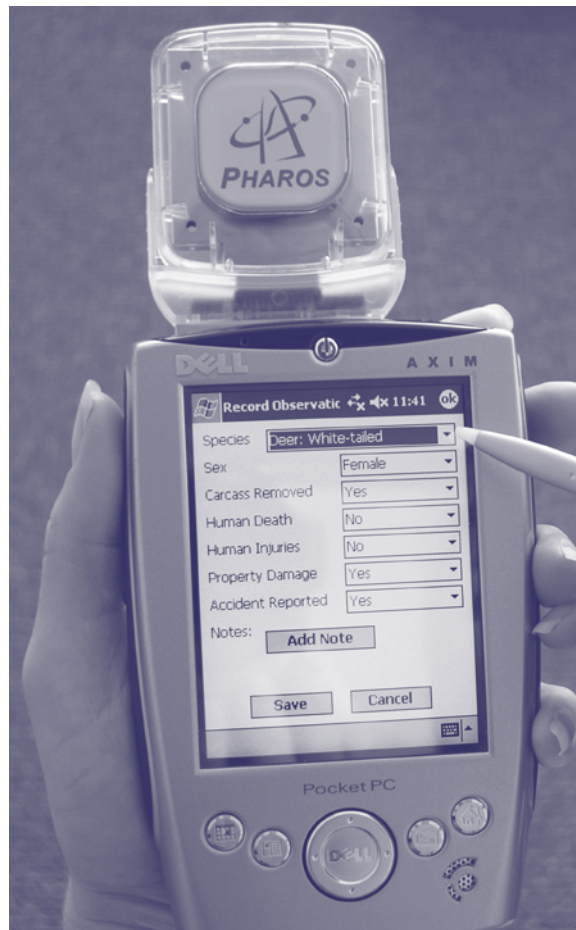 PHAROS
DELL
AXIM
Record Observatic 11:41 ok
Species Deer: White-tailed
Sex Female
Carcass Removed Yes
Human Death No
Human Injuries No
Property Damage Yes
Accident Reported Yes
Notes: Add Note
Save Cancel
Pocket PC
DELL